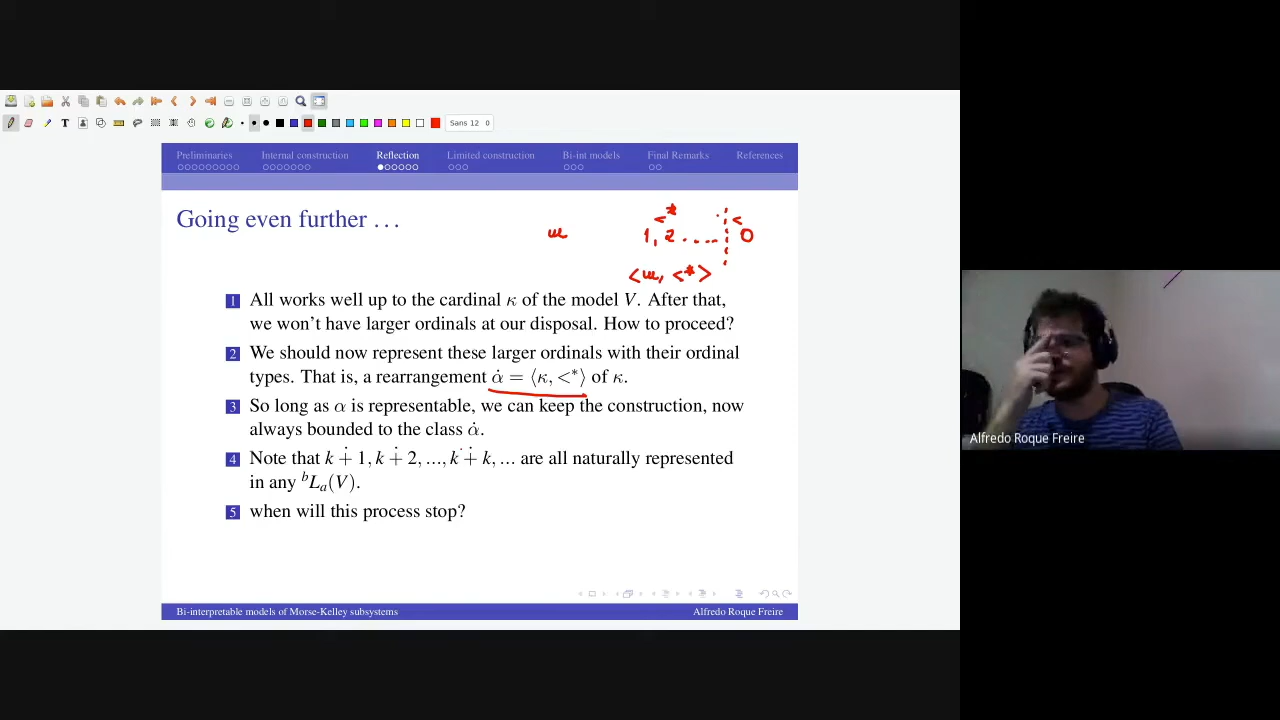 Sans 12 0
Preliminaries Internal construction Reflection Limited construction Bi-int models Final Remarks References
Going even further . . .
ω
<* <
1, 2 ...... 0
<ω, <*>
1 All works well up to the cardinal κ of the model V. After that,
we won't have larger ordinals at our disposal. How to proceed?
2 We should now represent these larger ordinals with their ordinal
types. That is, a rearrangement α̇ = ⟨κ, <*⟩ of κ.
3 So long as α is representable, we can keep the construction, now
always bounded to the class α̇.
4 Note that k ∔ 1, k ∔ 2, ..., k̇ ∔ k, ... are all naturally represented
in any ᵇLₐ(V).
5 when will this process stop?
Bi-interpretable models of Morse-Kelley subsystems Alfredo Roque Freire
Alfredo Roque Freire